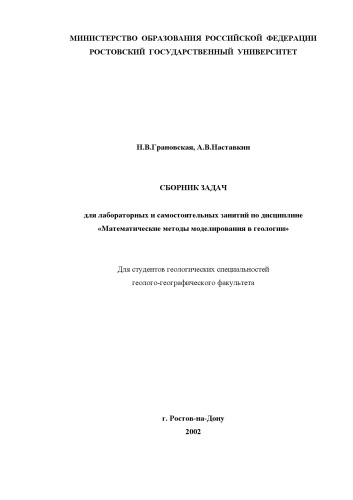 МИНИСТЕРСТВО ОБРАЗОВАНИЯ РОССИЙСКОЙ ФЕДЕРАЦИИ
РОСТОВСКИЙ ГОСУДАРСТВЕННЫЙ УНИВЕРСИТЕТ
Н.В.Грановская, А.В.Наставкин
СБОРНИК ЗАДАЧ
для лабораторных и самостоятельных занятий по дисциплине
«Математические методы моделирования в геологии»
Для студентов геологических специальностей
геолого-географического факультета
г. Ростов-на-Дону
2002